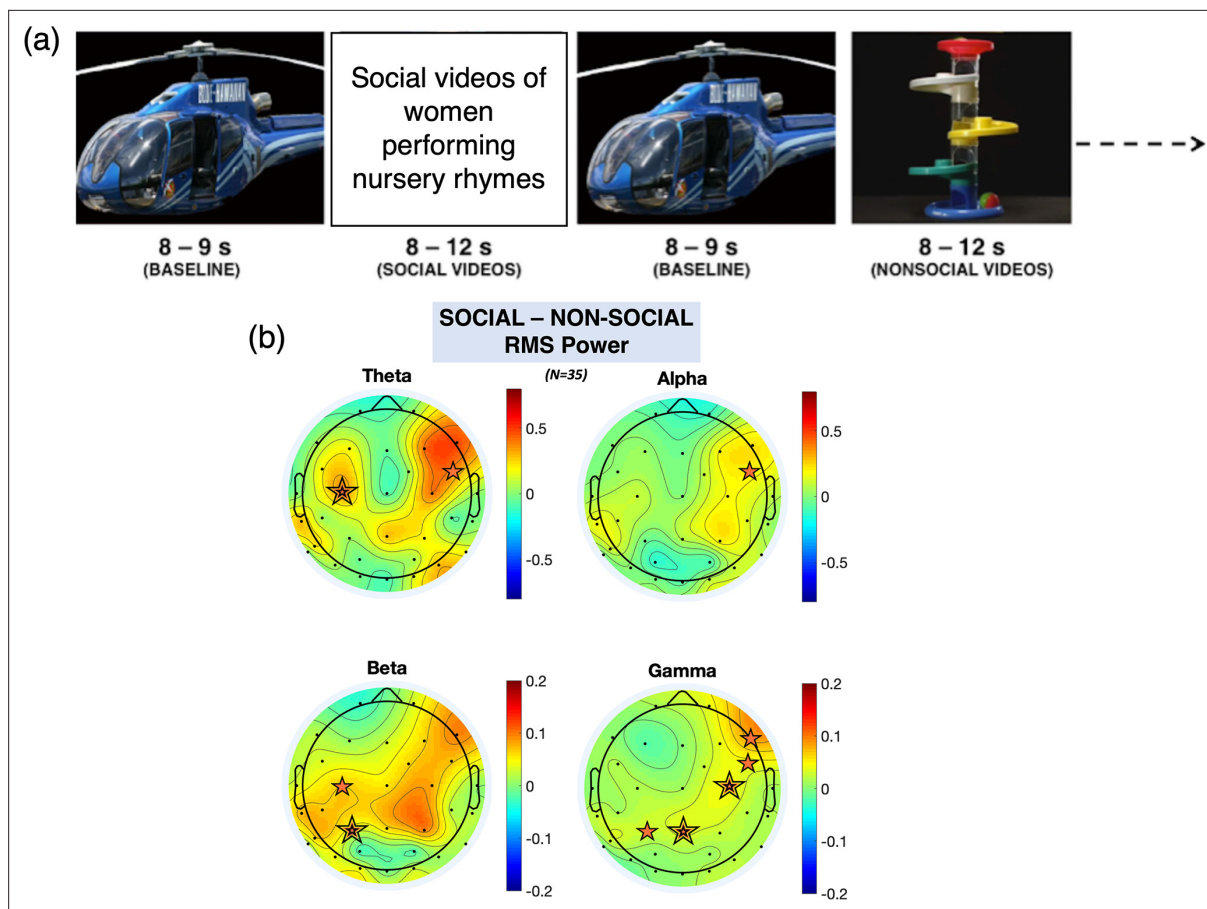 (a)
BLUE HAWAIIAN
Social videos of
women
performing
nursery rhymes
8 – 9 s
(BASELINE)
8 – 12 s
(SOCIAL VIDEOS)
8 – 9 s
(BASELINE)
8 – 12 s
(NONSOCIAL VIDEOS)
(b)
SOCIAL – NON-SOCIAL
RMS Power
(N=35)
Theta
0.5
0
-0.5
Alpha
0.5
0
-0.5
Beta
0.2
0.1
0
-0.1
-0.2
Gamma
0.2
0.1
0
-0.1
-0.2